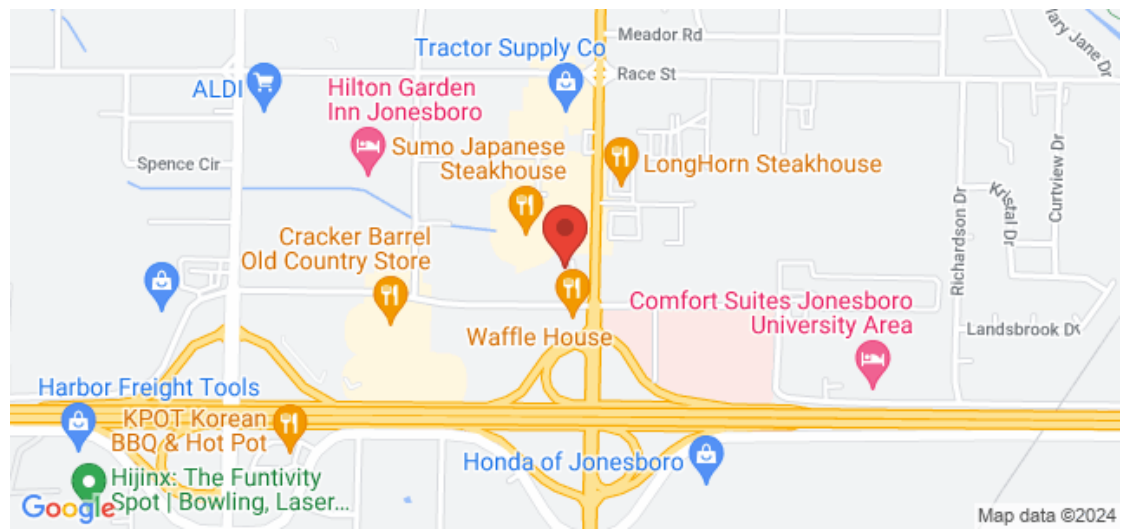 Meador Rd
Mary Jane Dr
Tractor Supply Co
Race St
ALDI
Hilton Garden
Inn Jonesboro
Sumo Japanese
Steakhouse
LongHorn Steakhouse
Spence Cir
Curtview Dr
Kristal Dr
Richardson Dr
Cracker Barrel
Old Country Store
Waffle House
Comfort Suites Jonesboro
University Area
Landsbrook Dr
Harbor Freight Tools
KPOT Korean
BBQ & Hot Pot
Honda of Jonesboro
Hijinx: The Funtivity
Spot | Bowling, Laser...
Google
Map data ©2024